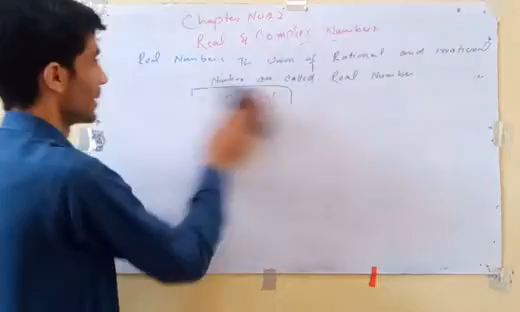 Chapter No:2
Real & Complex Numbers
Real Numbers The Union of Rational and irrational
Numbers are called Real Number